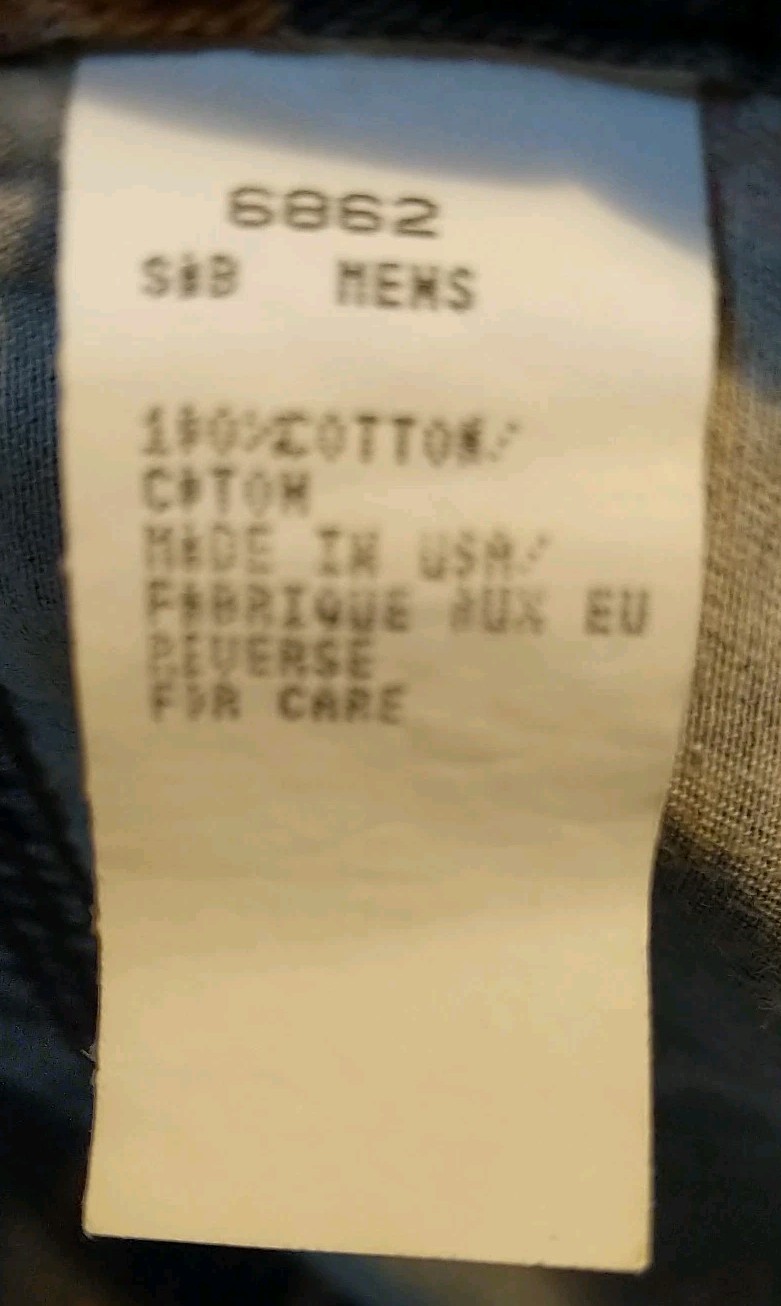 6862
MENS
100%COTTON/
COTON
MADE IN USA/
FABRIQUE AUX EU
REVERSE
FOR CARE